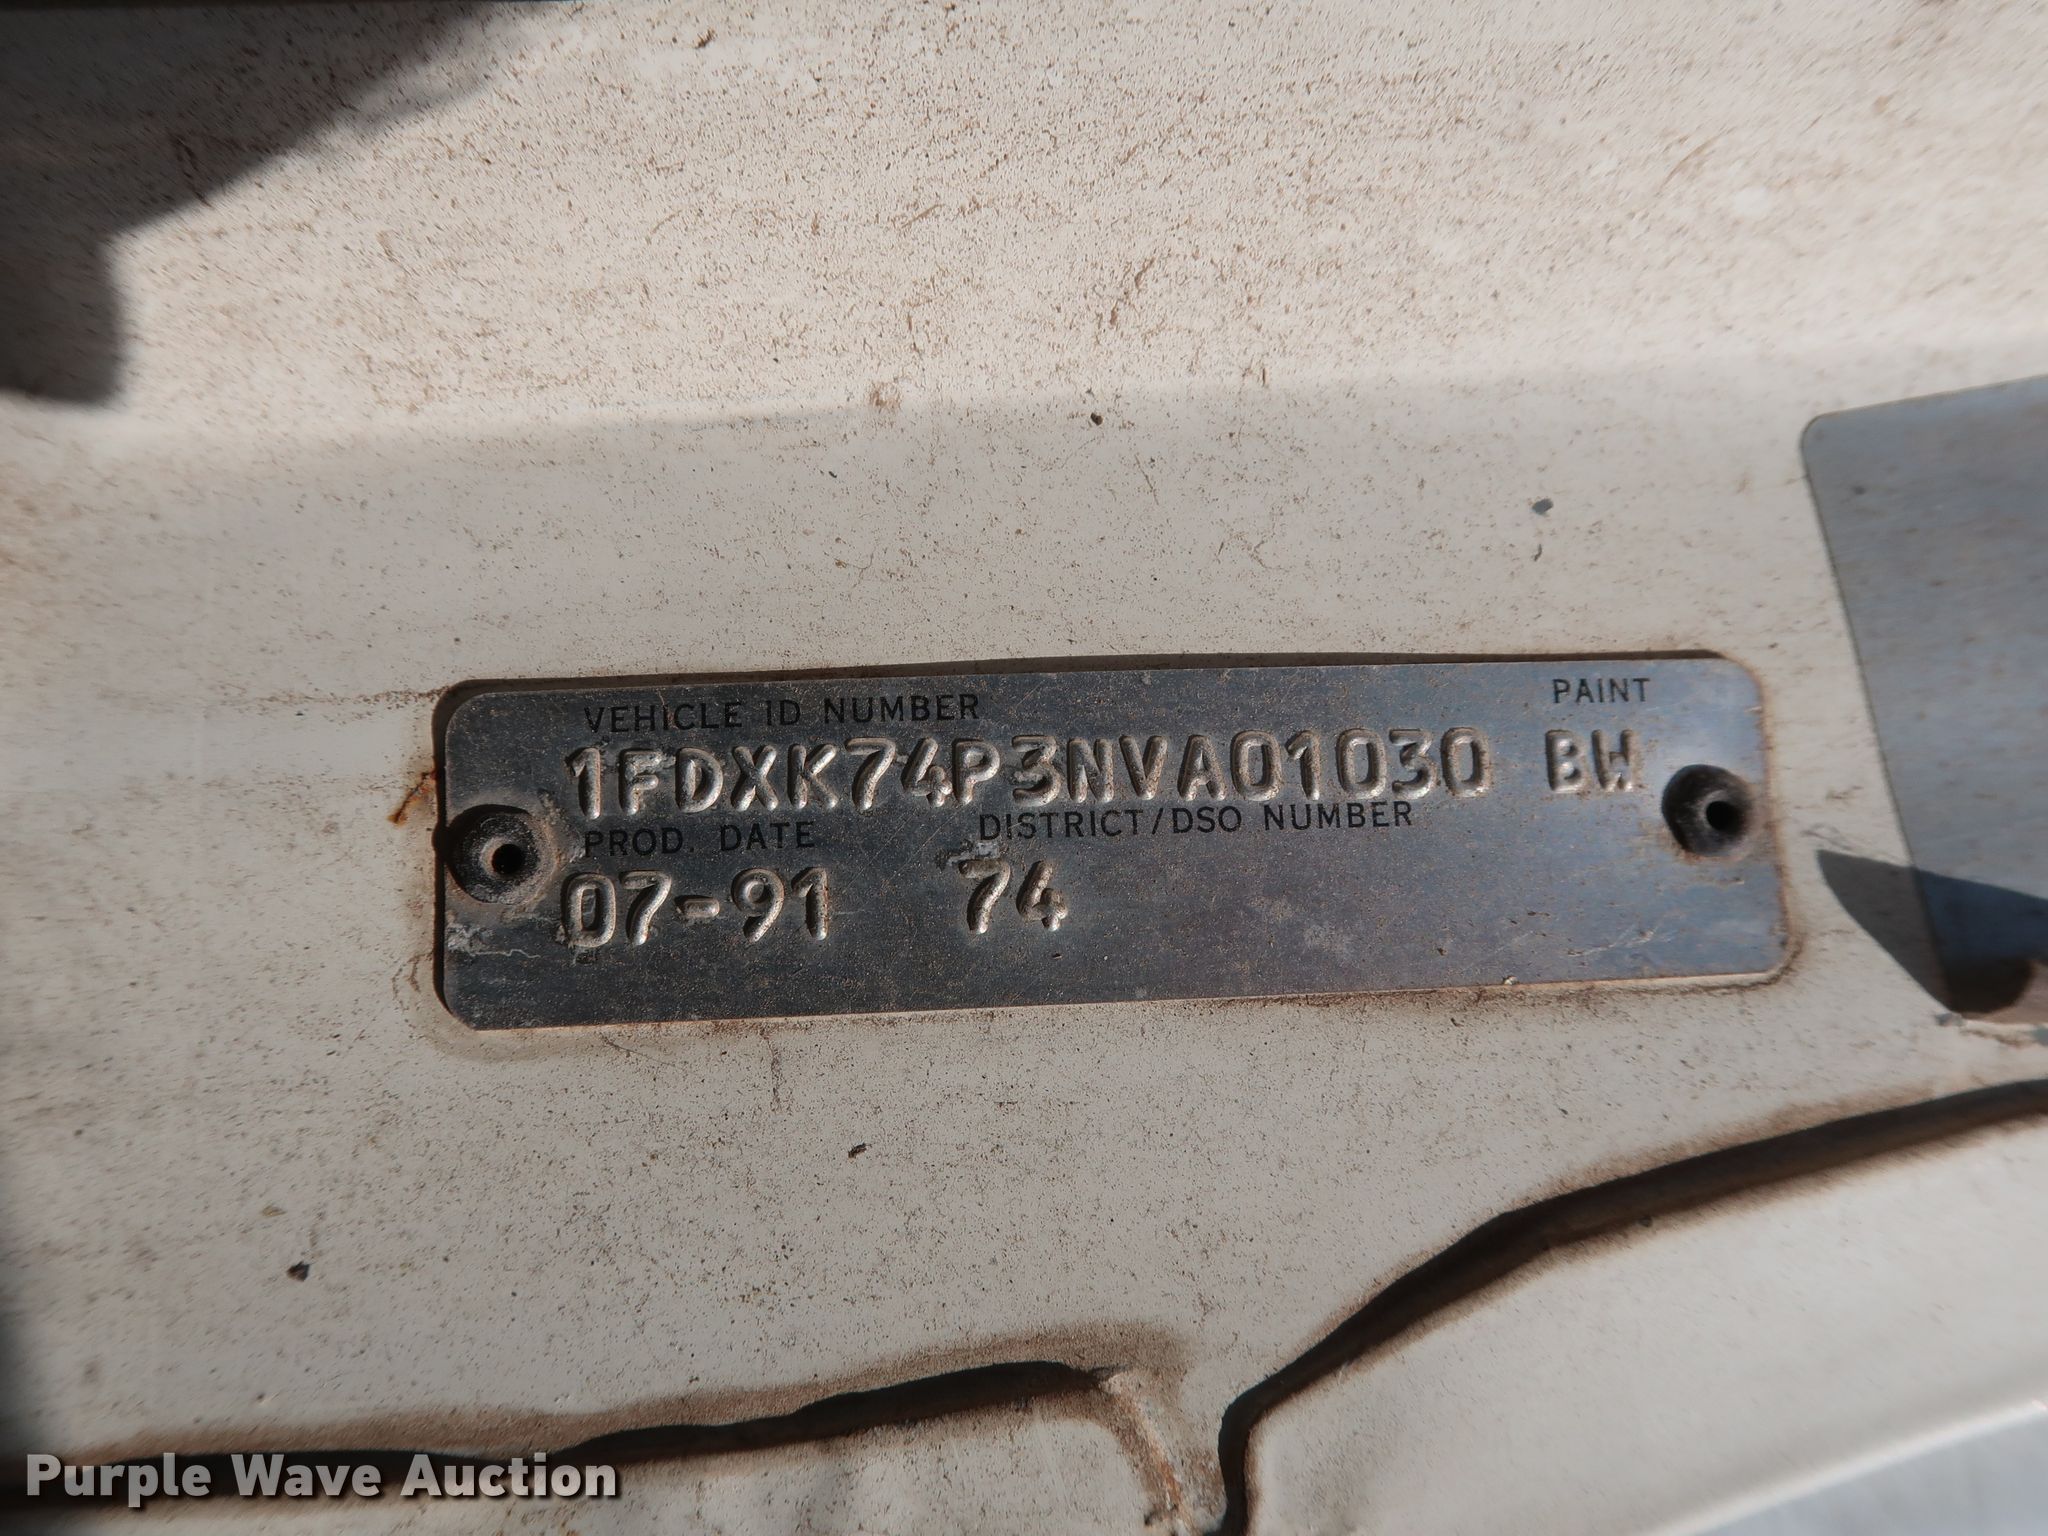 VEHICLE ID NUMBER PAINT
1FDXK74P3NVA01030 BW
PROD. DATE DISTRICT/DSO NUMBER
07-91 74
Purple Wave Auction